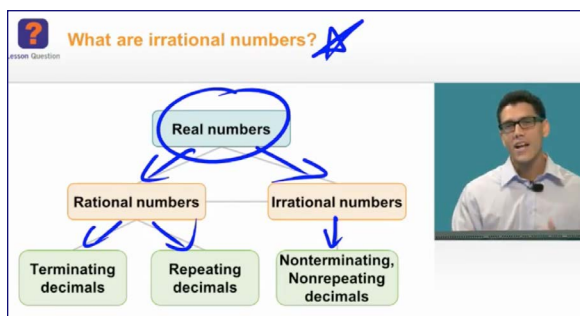 ?
What are irrational numbers?
Lesson Question
Real numbers
Rational numbers
Irrational numbers
Terminating
decimals
Repeating
decimals
Nonterminating,
Nonrepeating
decimals